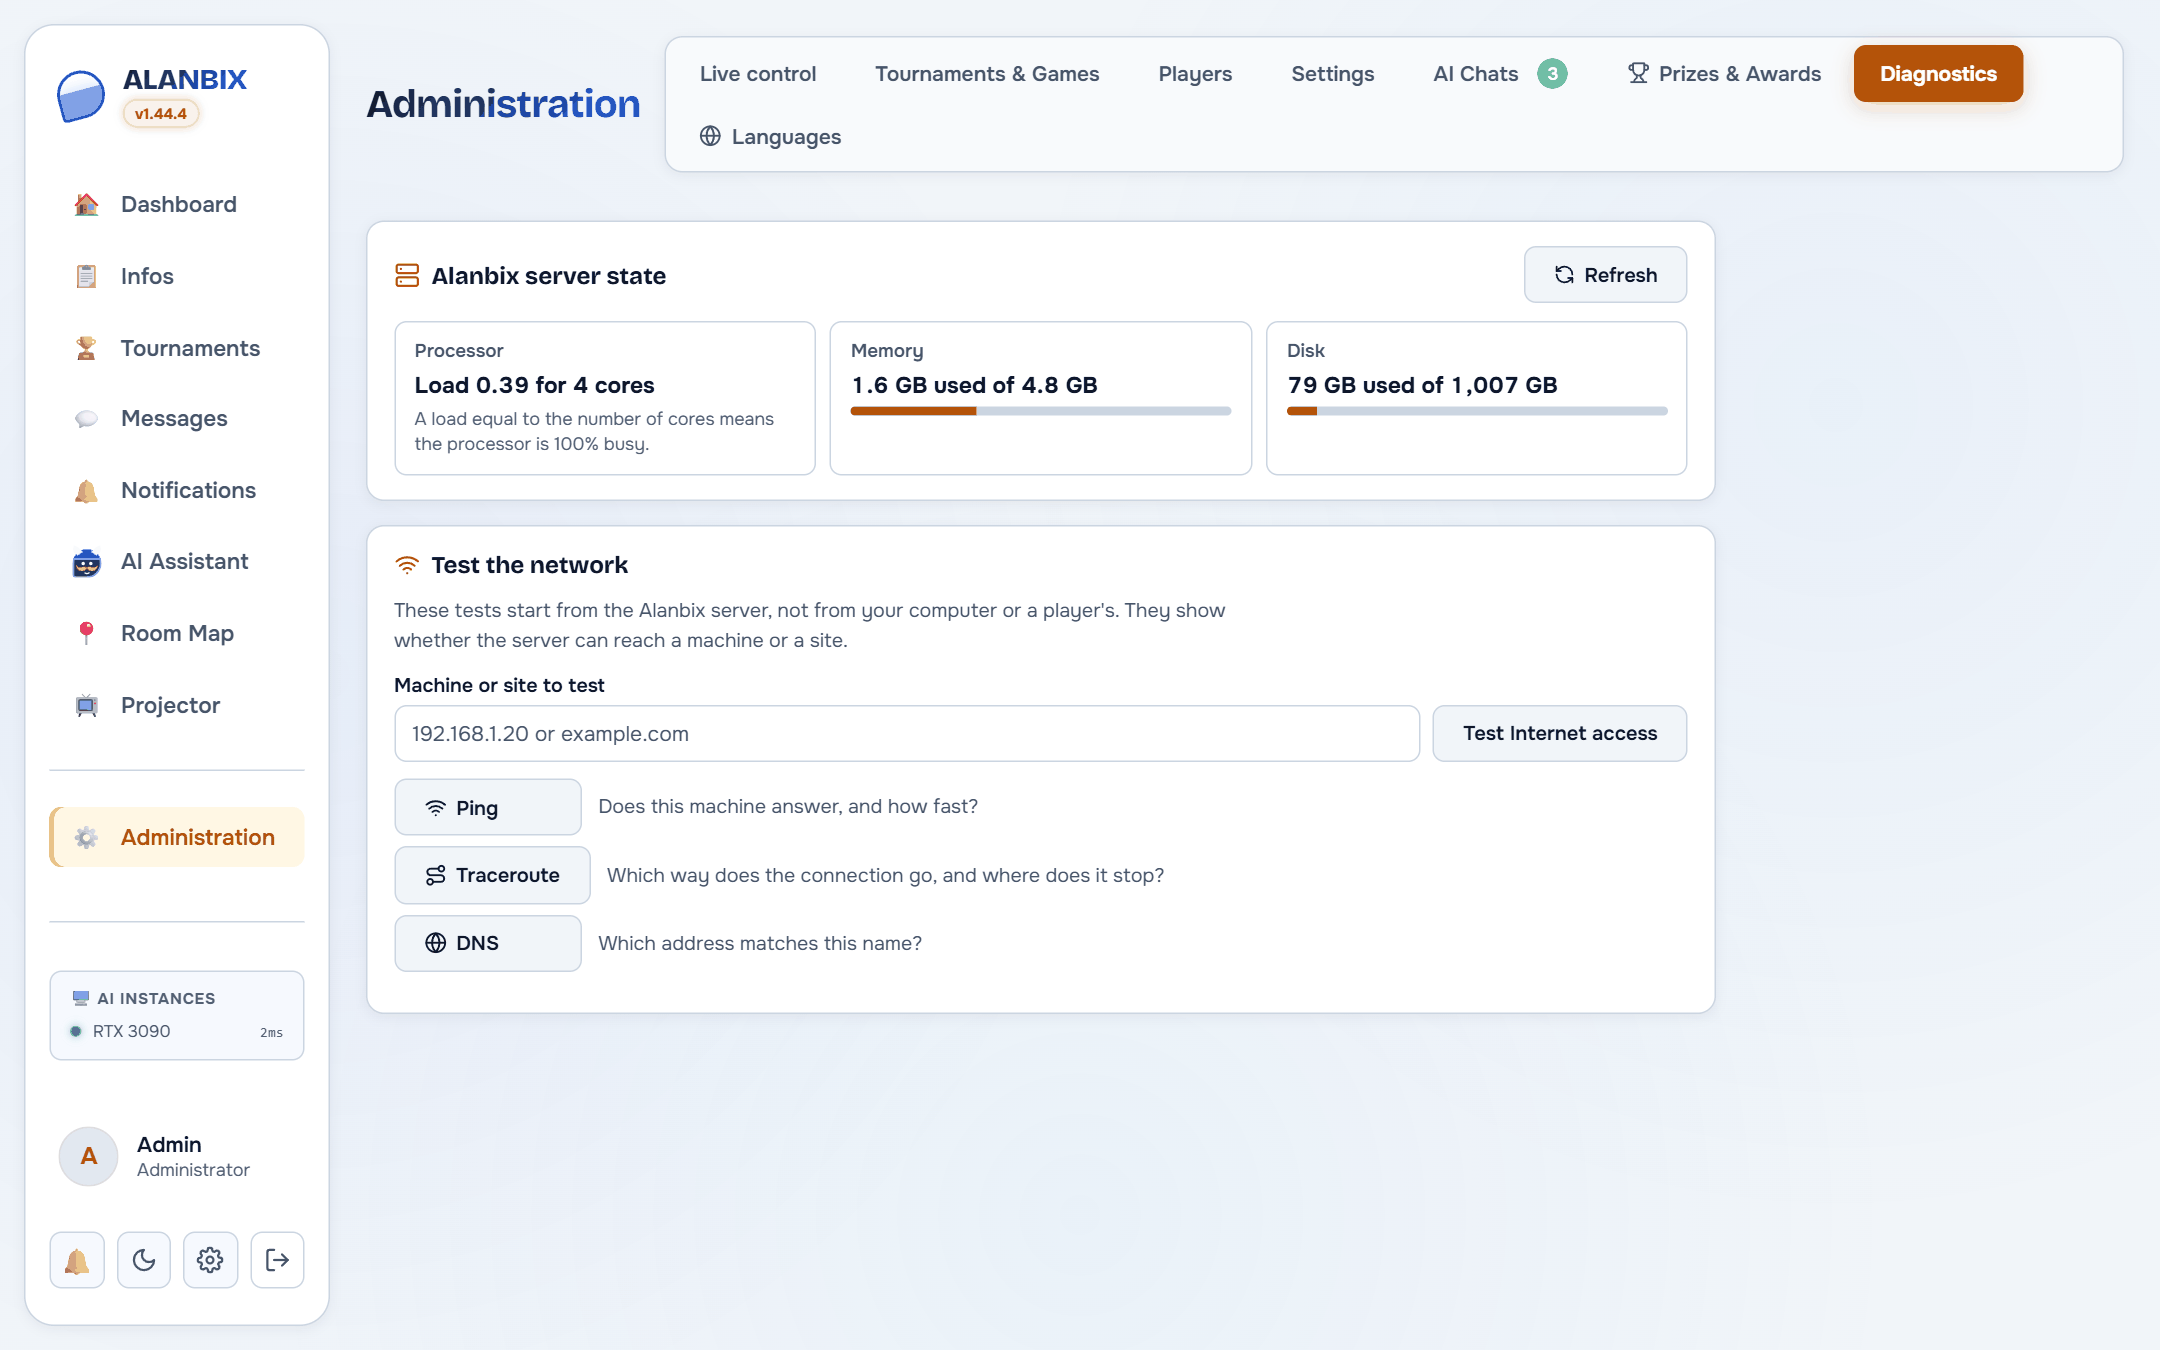 ALANBIX
v1.44.4
Dashboard
Infos
Tournaments
Messages
Notifications
AI Assistant
Room Map
Projector
Administration
AI INSTANCES
RTX 3090 2ms
A
Admin
Administrator
Administration
Live control Tournaments & Games Players Settings AI Chats 3 Prizes & Awards Diagnostics
Languages
Alanbix server state
Refresh
Processor
Load 0.39 for 4 cores
A load equal to the number of cores means
the processor is 100% busy.
Memory
1.6 GB used of 4.8 GB
Disk
79 GB used of 1,007 GB
Test the network
These tests start from the Alanbix server, not from your computer or a player's. They show
whether the server can reach a machine or a site.
Machine or site to test
192.168.1.20 or example.com
Test Internet access
Ping Does this machine answer, and how fast?
Traceroute Which way does the connection go, and where does it stop?
DNS Which address matches this name?